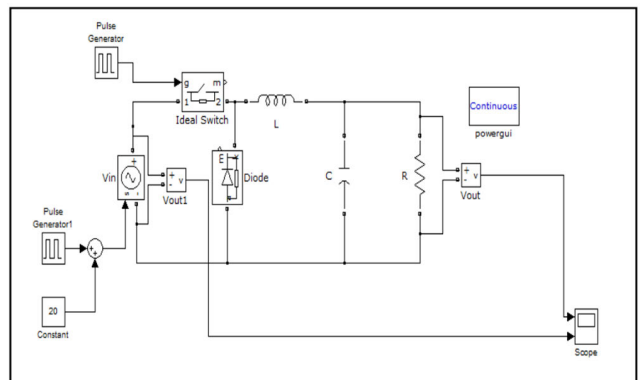 Pulse
Generator
g m
1 2
Ideal Switch
L
Continuous
powergui
E
Diode
Vin
+
s -
+
-
v
Vout1
C
R
+
-
v
Vout
Pulse
Generator1
+
+
20
Constant
Scope